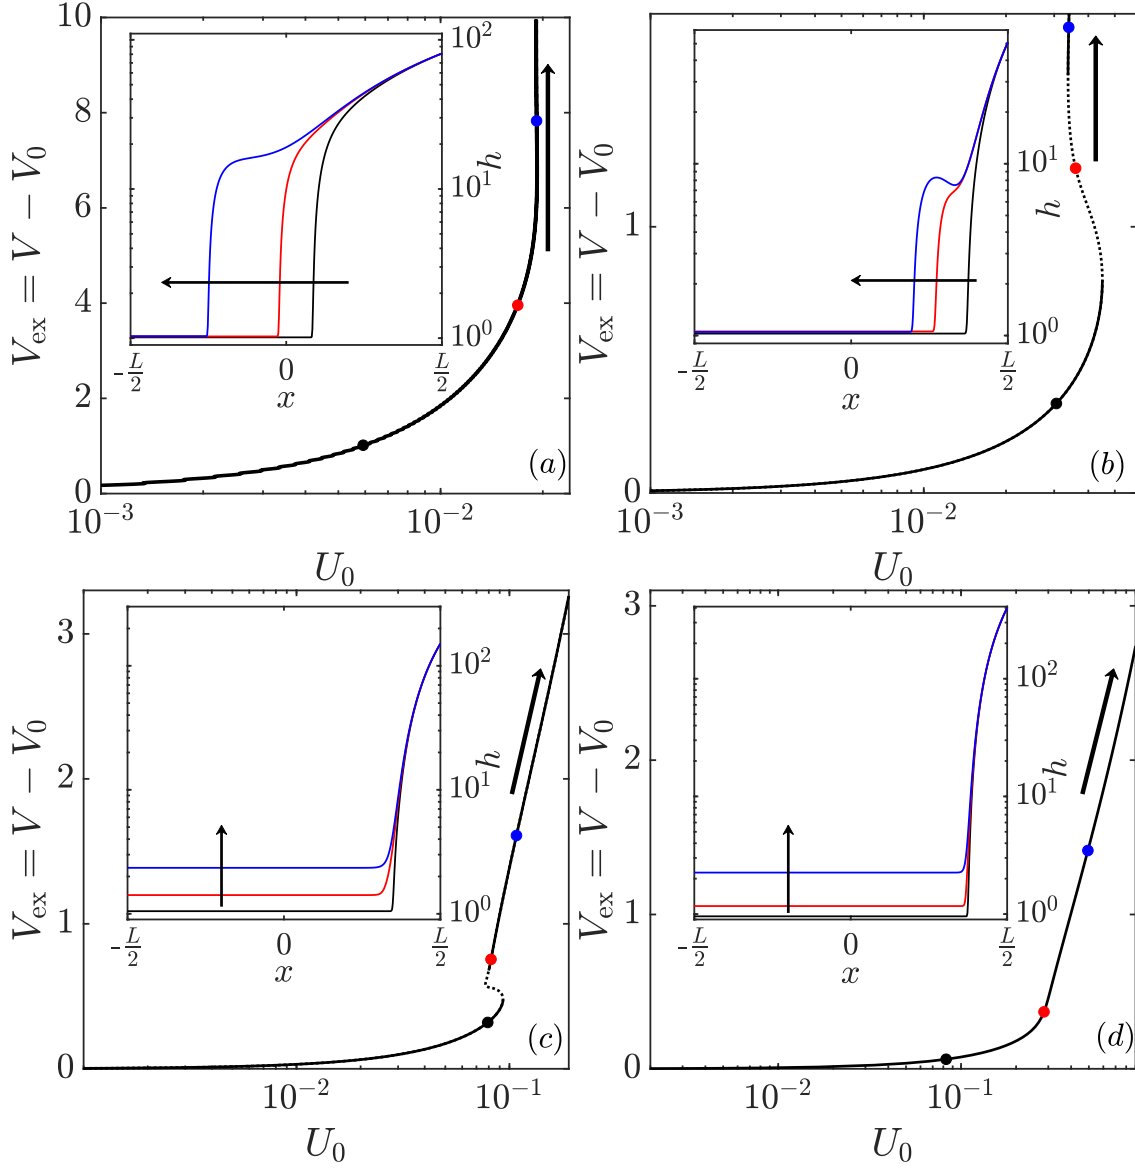 V_ex = V − V_0
10
8
6
4
2
0
10^2
10^1
10^0
h
-L/2
0
L/2
x
(a)
10^-3
10^-2
U_0
V_ex = V − V_0
1
0
10^1
10^0
h
-L/2
0
L/2
x
(b)
10^-3
10^-2
U_0
V_ex = V − V_0
3
2
1
0
10^2
10^1
10^0
h
-L/2
0
L/2
x
(c)
10^-2
10^-1
U_0
V_ex = V − V_0
3
2
1
0
10^2
10^1
10^0
h
-L/2
0
L/2
x
(d)
10^-2
10^-1
U_0